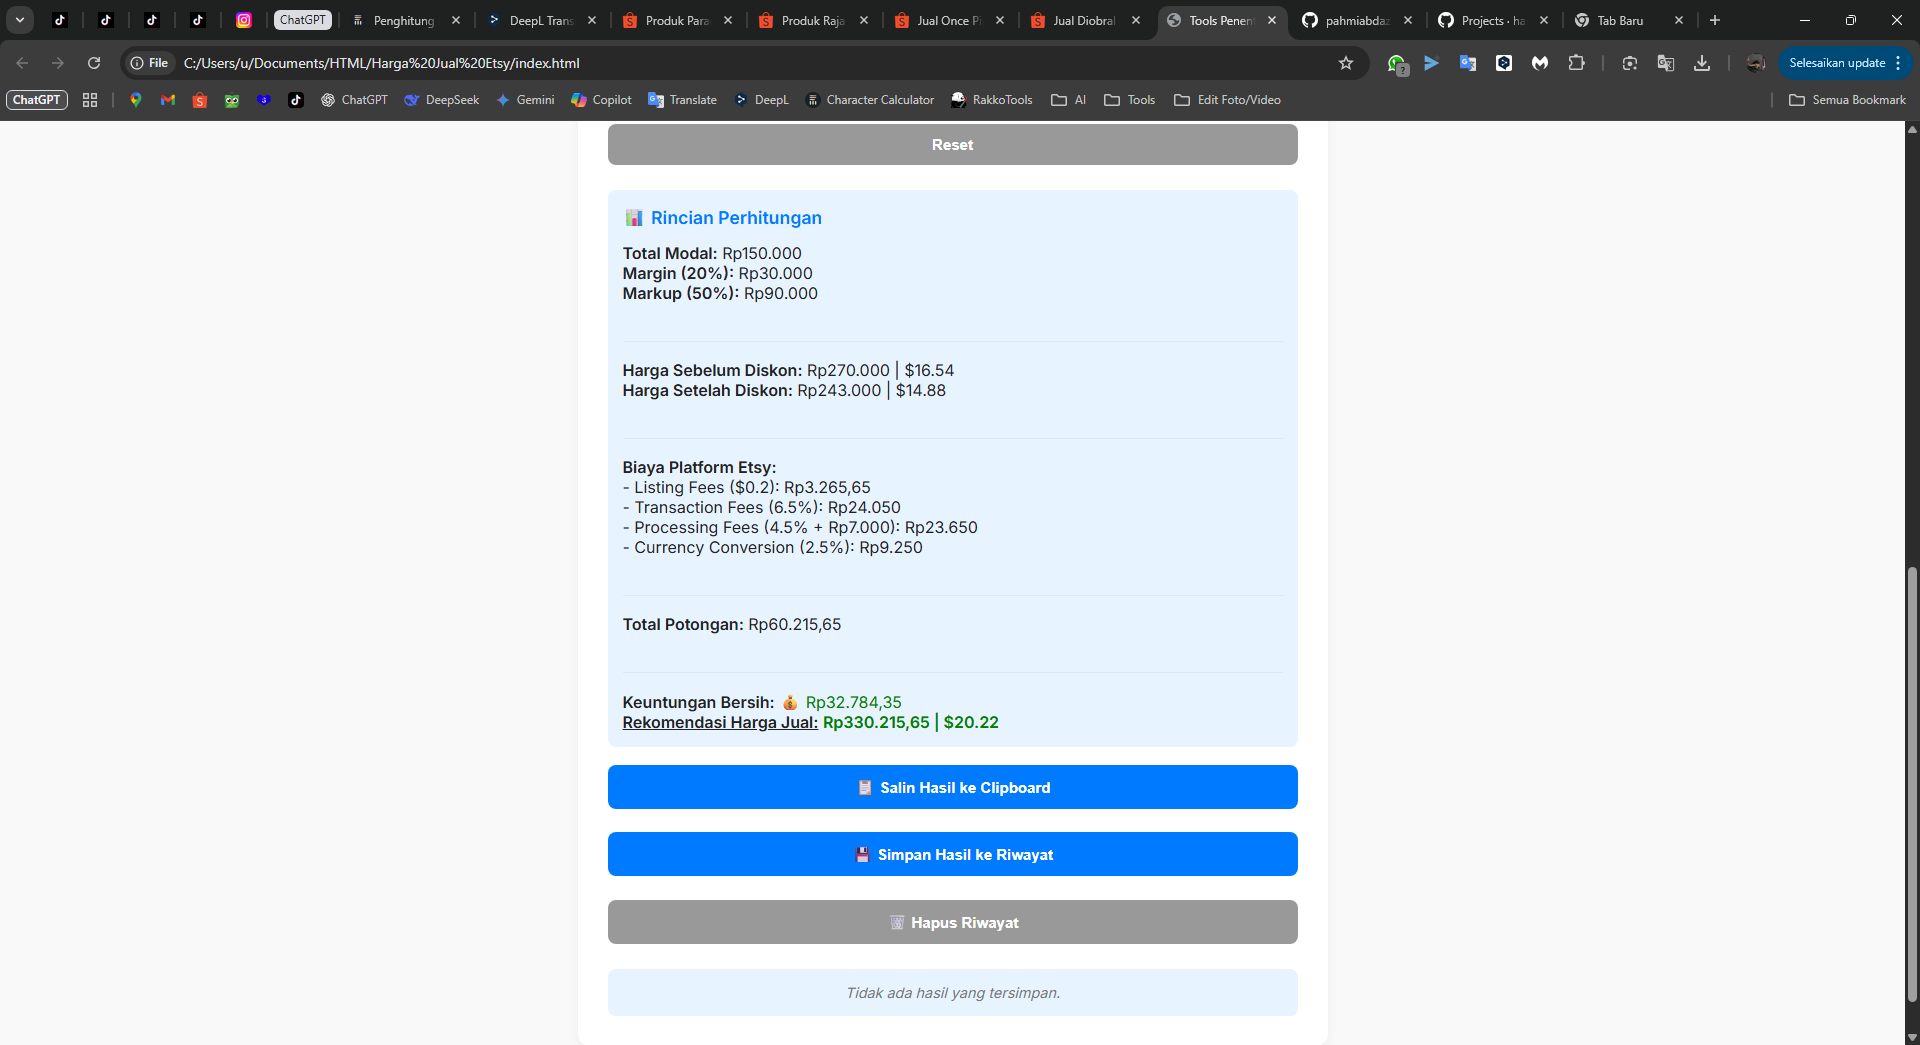 ChatGPT
Penghitung
DeepL Trans
Produk Para
Produk Raja
Jual Once Pi
Jual Diobral
Tools Penent
pahmiabdaz
Projects · ha
Tab Baru
File C:/Users/u/Documents/HTML/Harga%20Jual%20Etsy/index.html
Selesaikan update
ChatGPT
ChatGPT
DeepSeek
Gemini
Copilot
Translate
DeepL
Character Calculator
RakkoTools
AI
Tools
Edit Foto/Video
Semua Bookmark
Reset
📊 Rincian Perhitungan
Total Modal: Rp150.000
Margin (20%): Rp30.000
Markup (50%): Rp90.000
Harga Sebelum Diskon: Rp270.000 | $16.54
Harga Setelah Diskon: Rp243.000 | $14.88
Biaya Platform Etsy:
- Listing Fees ($0.2): Rp3.265,65
- Transaction Fees (6.5%): Rp24.050
- Processing Fees (4.5% + Rp7.000): Rp23.650
- Currency Conversion (2.5%): Rp9.250
Total Potongan: Rp60.215,65
Keuntungan Bersih: 💰 Rp32.784,35
Rekomendasi Harga Jual: Rp330.215,65 | $20.22
📋 Salin Hasil ke Clipboard
💾 Simpan Hasil ke Riwayat
🗑️ Hapus Riwayat
Tidak ada hasil yang tersimpan.